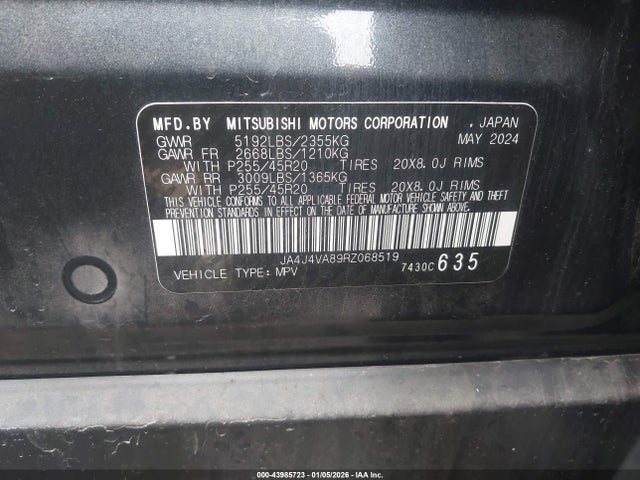 MFD.BY MITSUBISHI MOTORS CORPORATION . JAPAN
GVWR 5192LBS/2355KG MAY 2024
GAWR FR 2668LBS/1210KG
WITH P255/45R20 TIRES 20X8.0J RIMS
GAWR RR 3009LBS/1365KG
WITH P255/45R20 TIRES 20X8.0J RIMS
THIS VEHICLE CONFORMS TO ALL APPLICABLE FEDERAL MOTOR VEHICLE SAFETY AND THEFT
PREVENTION STANDARDS IN EFFECT ON THE DATE OF MANUFACTURE SHOWN ABOVE.
JA4J4VA89RZ068519
VEHICLE TYPE: MPV 7430C 635
000-43985723 - 01/05/2026 - IAA Inc.